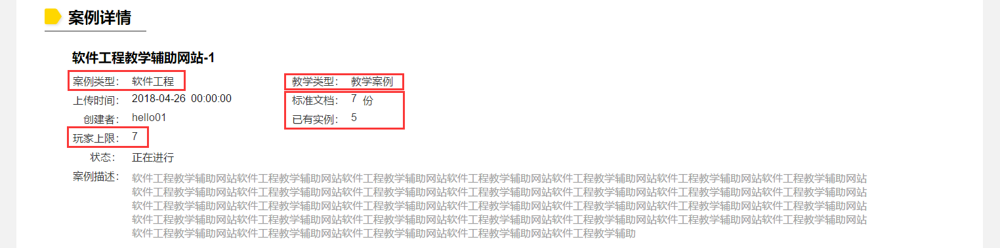 案例详情
软件工程教学辅助网站-1
案例类型： 软件工程 教学类型： 教学案例
上传时间： 2018-04-26 00:00:00 标准文档： 7 份
创建者： hello01 已有实例： 5
玩家上限： 7
状态： 正在进行
案例描述： 软件工程教学辅助网站软件工程教学辅助网站软件工程教学辅助网站软件工程教学辅助网站软件工程教学辅助网站软件工程教学辅助网站软件工程教学辅助网站
软件工程教学辅助网站软件工程教学辅助网站软件工程教学辅助网站软件工程教学辅助网站软件工程教学辅助网站软件工程教学辅助网站软件工程教学辅助网站
软件工程教学辅助网站软件工程教学辅助网站软件工程教学辅助网站软件工程教学辅助网站软件工程教学辅助网站软件工程教学辅助网站软件工程教学辅助网站
软件工程教学辅助网站软件工程教学辅助网站软件工程教学辅助网站软件工程教学辅助网站软件工程教学辅助网站软件工程教学辅助网站软件工程教学辅助网站
软件工程教学辅助网站软件工程教学辅助网站软件工程教学辅助网站软件工程教学辅助网站软件工程教学辅助